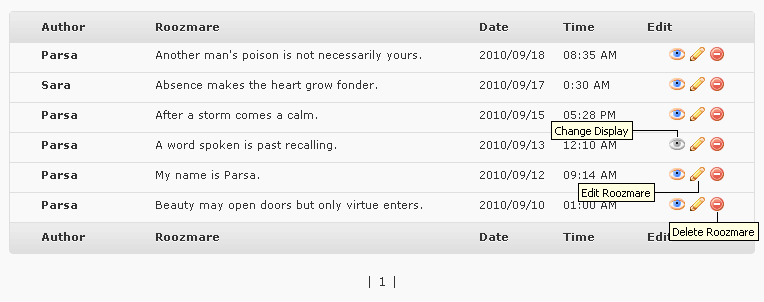 Author Roozmare Date Time Edit
Parsa Another man's poison is not necessarily yours. 2010/09/18 08:35 AM
Sara Absence makes the heart grow fonder. 2010/09/17 0:30 AM
Parsa After a storm comes a calm. 2010/09/15 05:28 PM
Change Display
Parsa A word spoken is past recalling. 2010/09/13 12:10 AM
Parsa My name is Parsa. 2010/09/12 09:14 AM
Edit Roozmare
Parsa Beauty may open doors but only virtue enters. 2010/09/10 01:00 AM
Delete Roozmare
Author Roozmare Date Time Edit
| 1 |